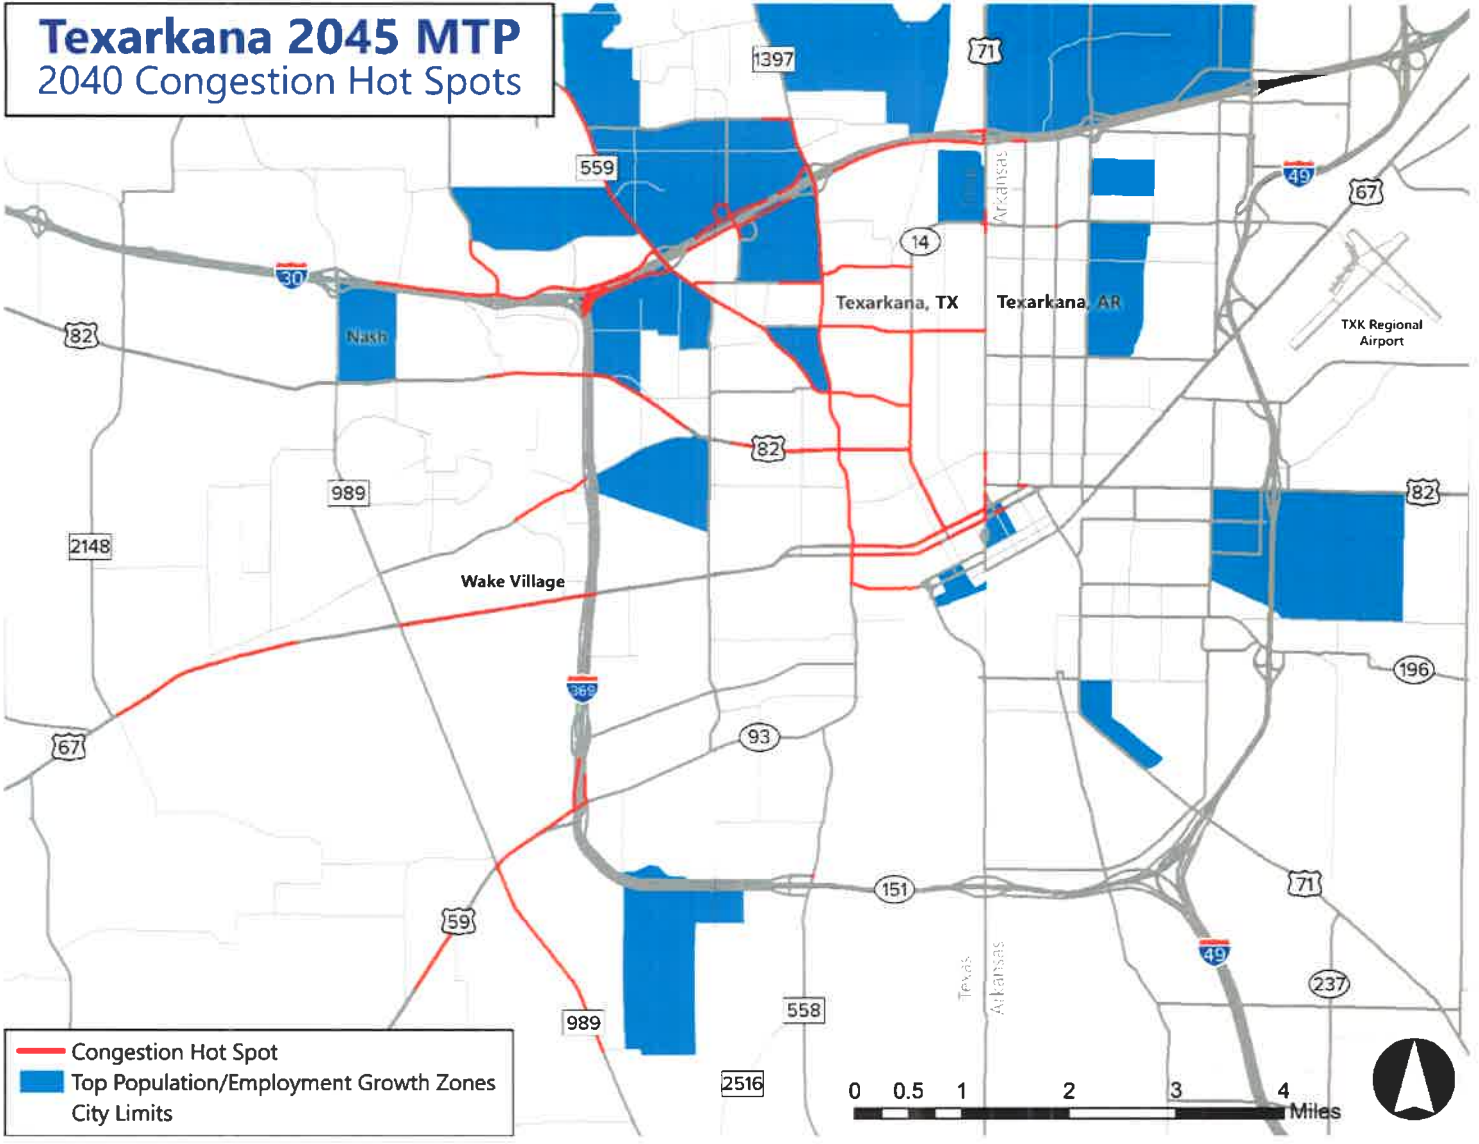 Texarkana 2045 MTP
2040 Congestion Hot Spots
1397
71
559
49
67
Arkansas
14
30
Texarkana, TX
Texarkana, AR
TXK Regional
Airport
82
Nash
82
989
82
2148
Wake Village
196
369
67
93
151
71
59
49
Texas
Arkansas
237
989
558
2516
Congestion Hot Spot
Top Population/Employment Growth Zones
City Limits
0 0.5 1 2 3 4
Miles